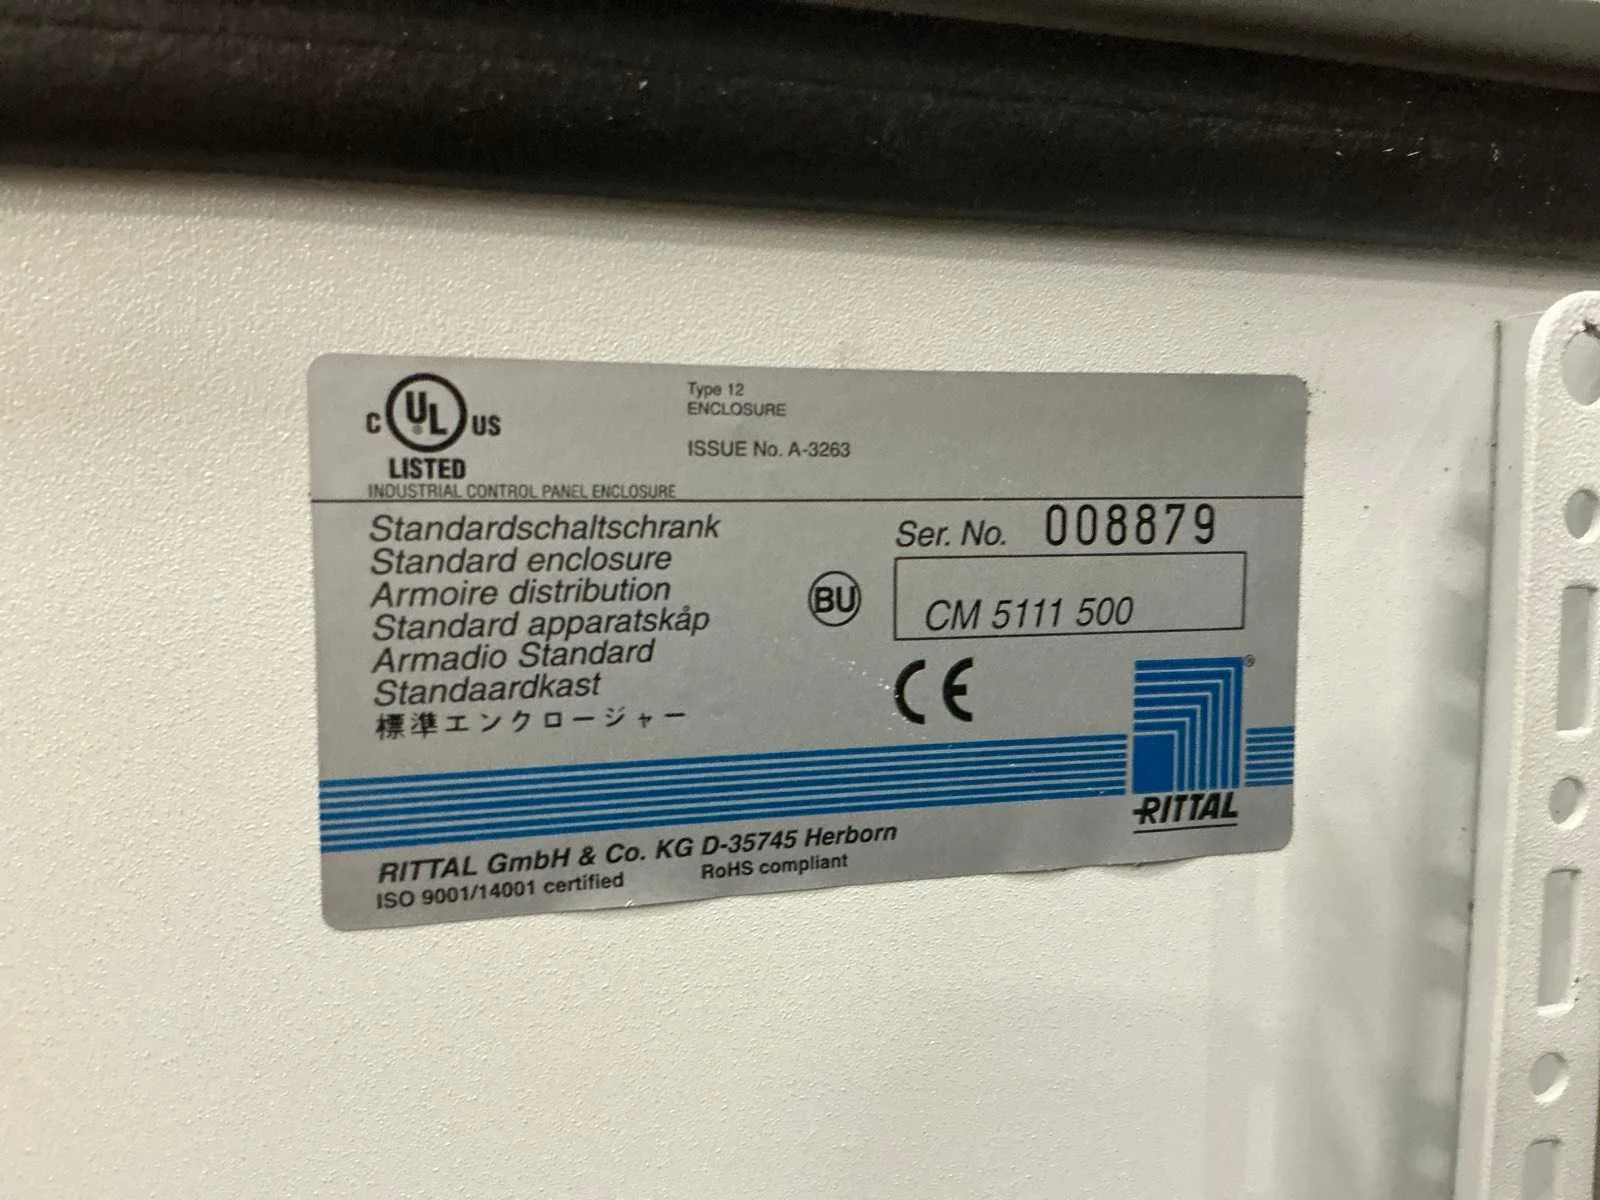 C UL US
LISTED
INDUSTRIAL CONTROL PANEL ENCLOSURE
Type 12
ENCLOSURE
ISSUE No. A-3263
Standardschaltschrank
Standard enclosure
Armoire distribution
Standard apparatskåp
Armadio Standard
Standaardkast
標準エンクロージャー
BU
Ser. No. 008879
CM 5111 500
CE
RITTAL
RITTAL GmbH & Co. KG D-35745 Herborn
ISO 9001/14001 certified RoHS compliant